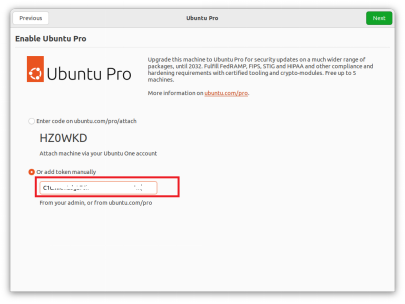 Previous
Ubuntu Pro
Next
Enable Ubuntu Pro
Ubuntu Pro
Upgrade this machine to Ubuntu Pro for security updates on a much wider range of
packages, until 2032. Fulfill FedRAMP, FIPS, STIG and HIPAA and other compliance and
hardening requirements with certified tooling and crypto-modules. Free up to 5
machines.
More information on ubuntu.com/pro.
Enter code on ubuntu.com/pro/attach
HZ0WKD
Attach machine via your Ubuntu One account
Or add token manually
From your admin, or from ubuntu.com/pro